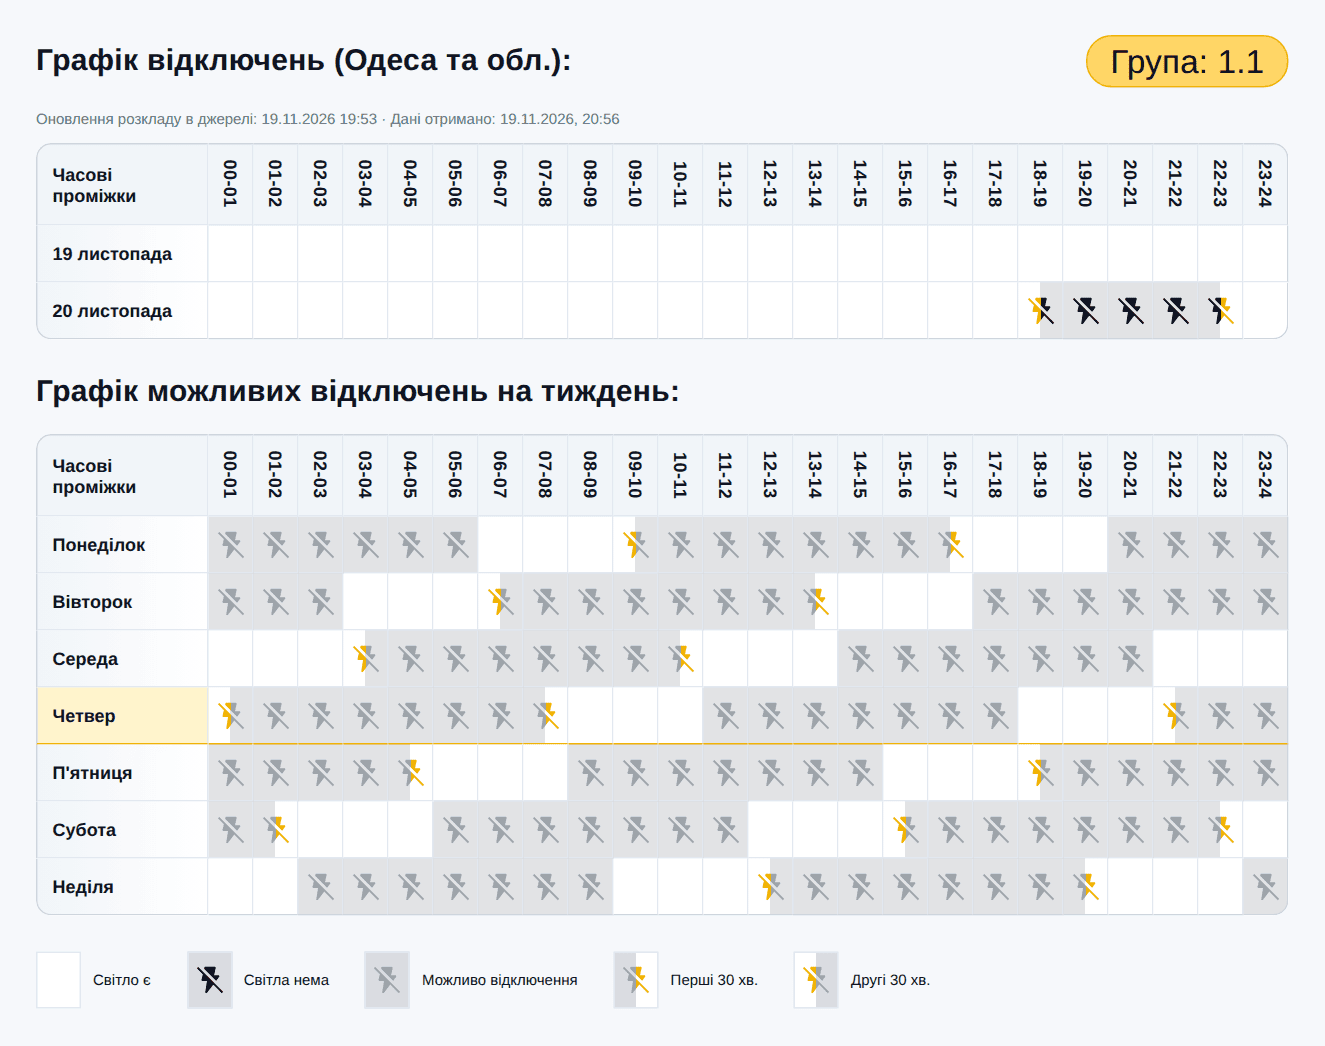 Графік відключень (Одеса та обл.):
Група: 1.1
Оновлення розкладу в джерелі: 19.11.2026 19:53 · Дані отримано: 19.11.2026, 20:56
Часові проміжки 00-01 01-02 02-03 03-04 04-05 05-06 06-07 07-08 08-09 09-10 10-11 11-12 12-13 13-14 14-15 15-16 16-17 17-18 18-19 19-20 20-21 21-22 22-23 23-24
19 листопада
20 листопада
Графік можливих відключень на тиждень:
Часові проміжки 00-01 01-02 02-03 03-04 04-05 05-06 06-07 07-08 08-09 09-10 10-11 11-12 12-13 13-14 14-15 15-16 16-17 17-18 18-19 19-20 20-21 21-22 22-23 23-24
Понеділок
Вівторок
Середа
Четвер
П'ятниця
Субота
Неділя
Світло є Світла нема Можливо відключення Перші 30 хв. Другі 30 хв.